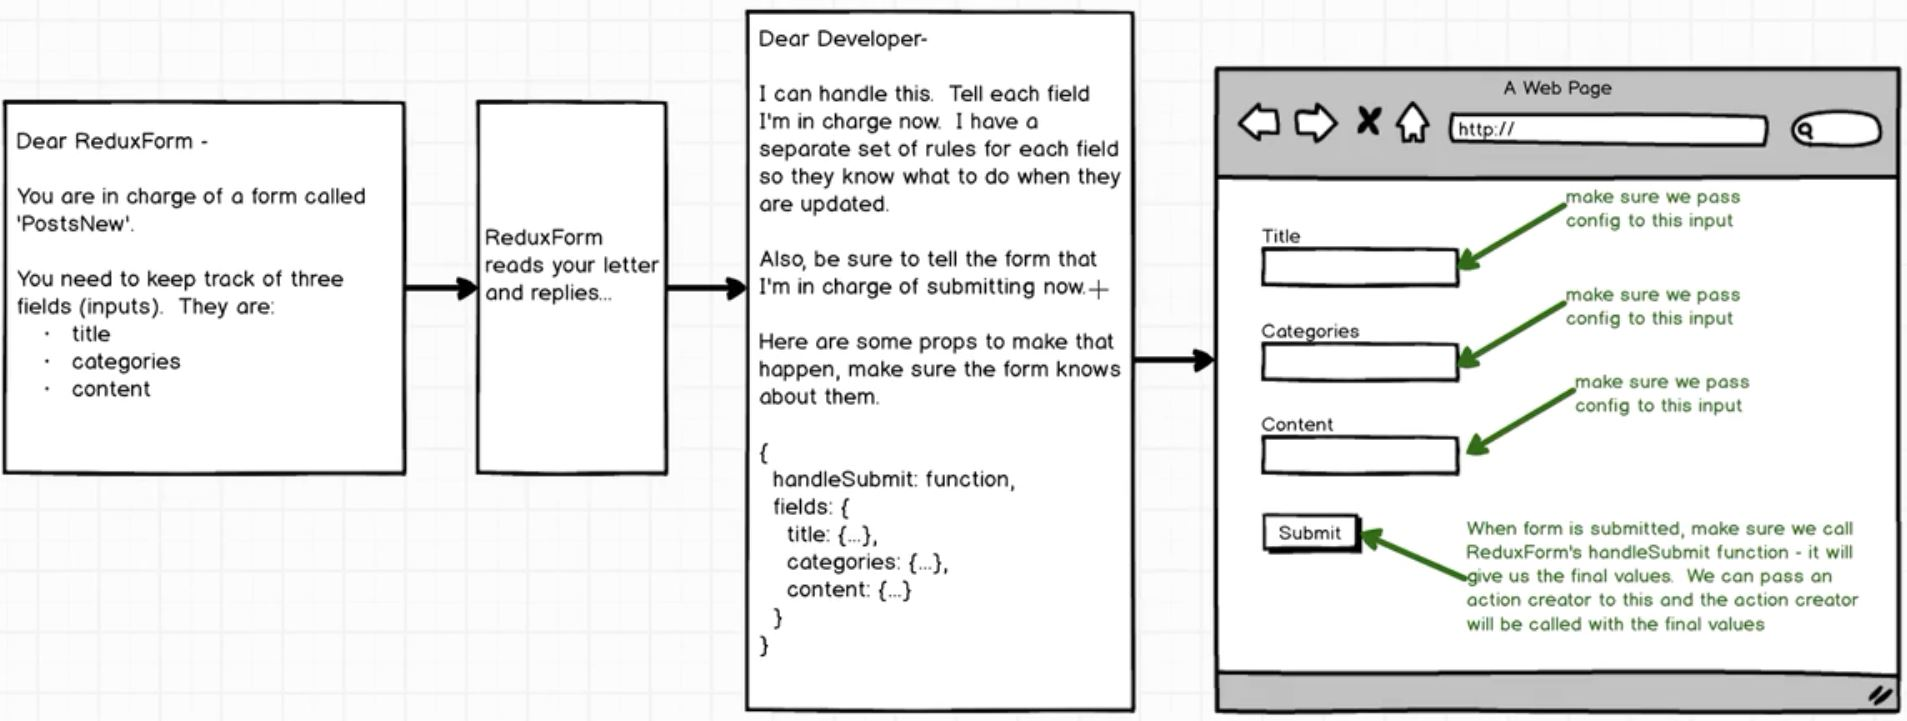 Dear ReduxForm -
You are in charge of a form called
'PostsNew'.
You need to keep track of three
fields (inputs).  They are:
· title
· categories
· content
ReduxForm
reads your letter
and replies...
Dear Developer-
I can handle this.  Tell each field
I'm in charge now.  I have a
separate set of rules for each field
so they know what to do when they
are updated.
Also, be sure to tell the form that
I'm in charge of submitting now.
Here are some props to make that
happen, make sure the form knows
about them.
{
handleSubmit: function,
fields: {
title: {...},
categories: {...},
content: {...}
}
}
A Web Page
http://
make sure we pass
config to this input
Title
make sure we pass
config to this input
Categories
make sure we pass
config to this input
Content
Submit
When form is submitted, make sure we call
ReduxForm's handleSubmit function - it will
give us the final values.  We can pass an
action creator to this and the action creator
will be called with the final values